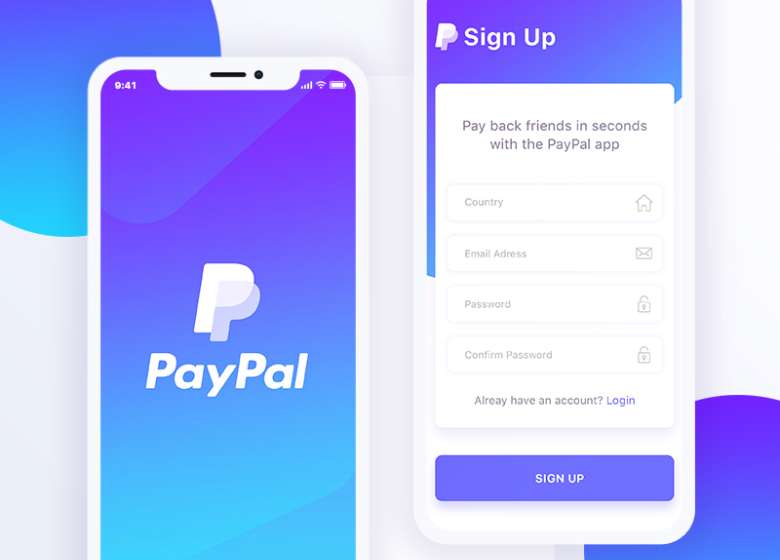 9:41
PayPal
Sign Up
Pay back friends in seconds
with the PayPal app
Country
Email Adress
Password
Confirm Password
Alreay have an account? Login
SIGN UP